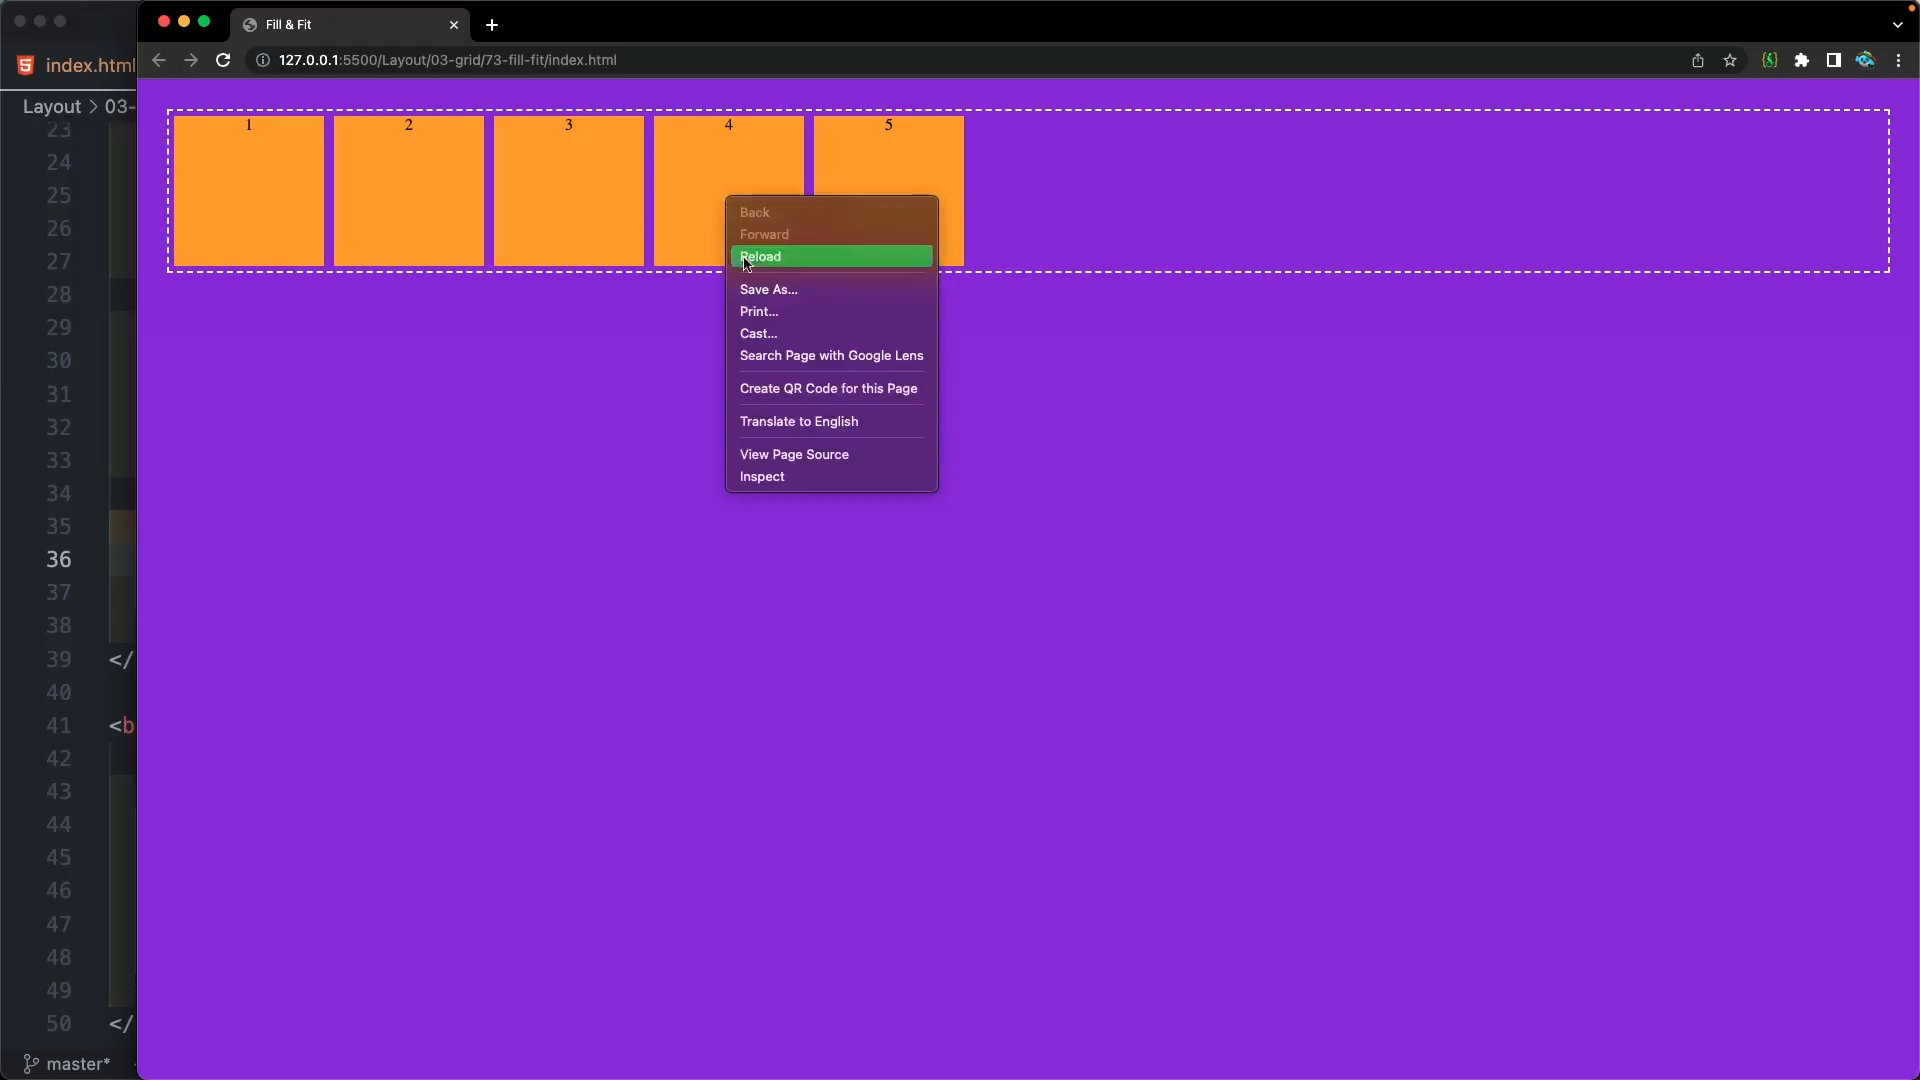 Fill & Fit
index.html
127.0.0.1:5500/Layout/03-grid/73-fill-fit/index.html
Layout > 03-
1
2
3
4
5
Back
Forward
Reload
Save As...
Print...
Cast...
Search Page with Google Lens
Create QR Code for this Page
Translate to English
View Page Source
Inspect
23
24
25
26
27
28
29
30
31
32
33
34
35
36
37
38
39 </
40
41 <b
42
43
44
45
46
47
48
49
50 </
master*